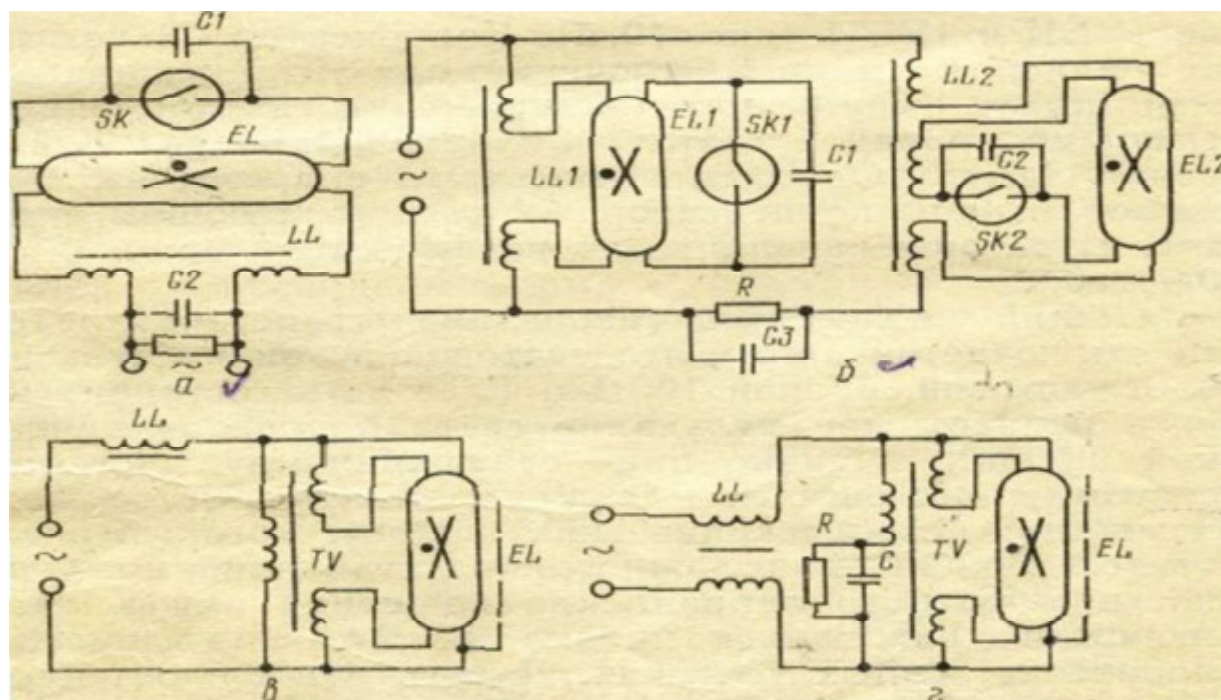 C1
SK
EL
LL
C2
~
а
LL2
EL1
SK1
C1
LL1
~
C2
EL2
SK2
R
C3
б
LL
~
TV
EL
в
LL
R
C
~
TV
EL
г